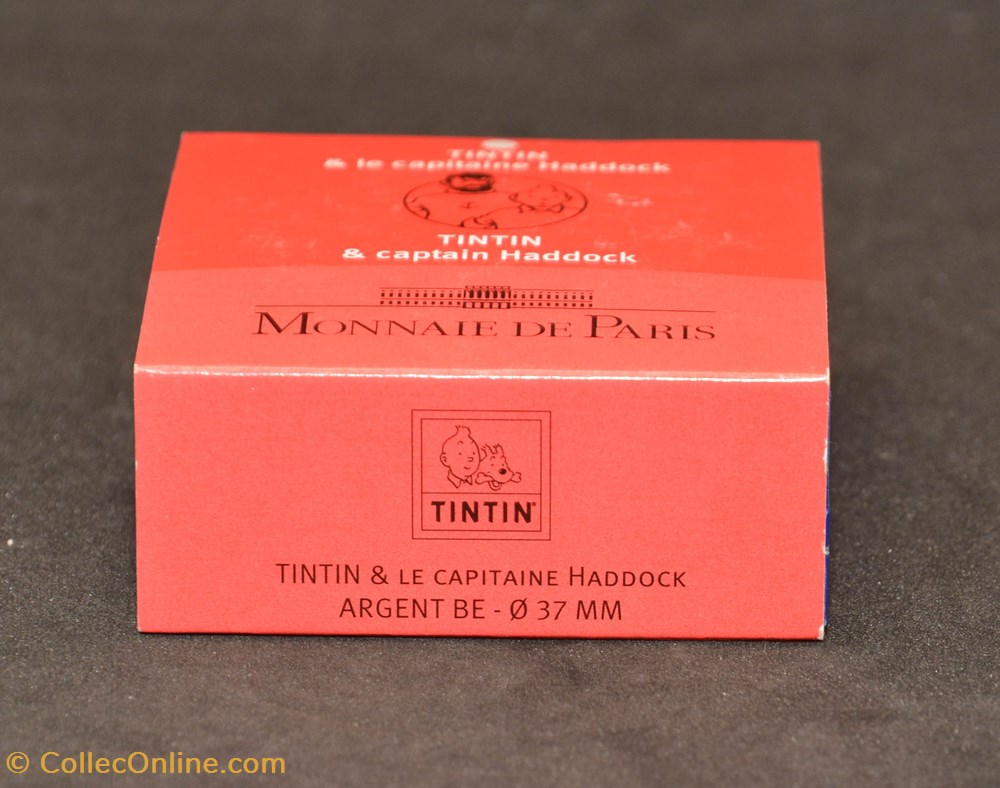 TINTIN
& le capitaine Haddock
TINTIN
& captain Haddock
MONNAIE DE PARIS
TINTIN®
TINTIN & LE CAPITAINE HADDOCK
ARGENT BE - Ø 37 MM
© CollecOnline.com